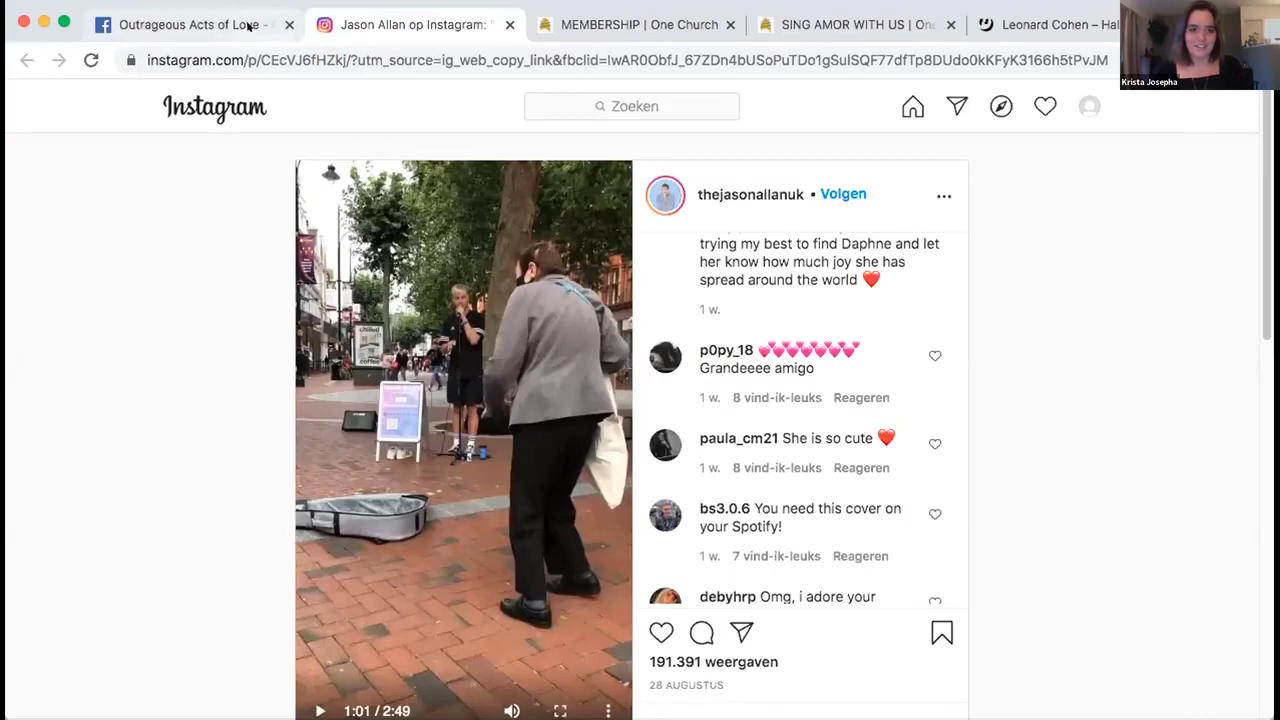 Outrageous Acts of Love -
Jason Allan op Instagram: "
MEMBERSHIP | One Church
SING AMOR WITH US | On
Leonard Cohen – Hal
Krista Josepha
instagram.com/p/CEcVJ6fHZkj/?utm_source=ig_web_copy_link&fbclid=IwAR0ObfJ_67ZDn4bUSoPuTDo1gSulSQF77dfTp8DUdo0kKFyK3166h5tPvJM
Instagram
Zoeken
thejasonallanuk • Volgen
trying my best to find Daphne and let
her know how much joy she has
spread around the world ❤️
1 w.
p0py_18 💞💞💞💞💞💞💞
Grandeeee amigo
1 w. 8 vind-ik-leuks Reageren
paula_cm21 She is so cute ❤️
1 w. 8 vind-ik-leuks Reageren
bs3.0.6 You need this cover on
your Spotify!
1 w. 7 vind-ik-leuks Reageren
debyhrp Omg, i adore your
191.391 weergaven
28 AUGUSTUS
chilled
coffee
1:01 / 2:49